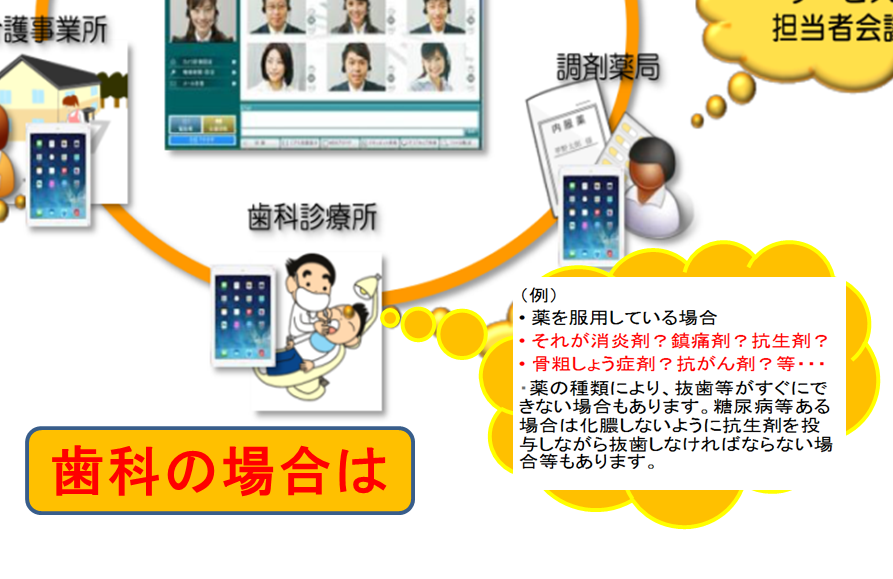 サービス
担当者会議
護事業所
調剤薬局
内服薬
歯科診療所
（例）
・薬を服用している場合
・それが消炎剤？鎮痛剤？抗生剤？
・骨粗しょう症剤？抗がん剤？等・・・
・薬の種類により、抜歯等がすぐにで
きない場合もあります。糖尿病等ある
場合は化膿しないように抗生剤を投
与しながら抜歯しなければならない場
合等もあります。
歯科の場合は